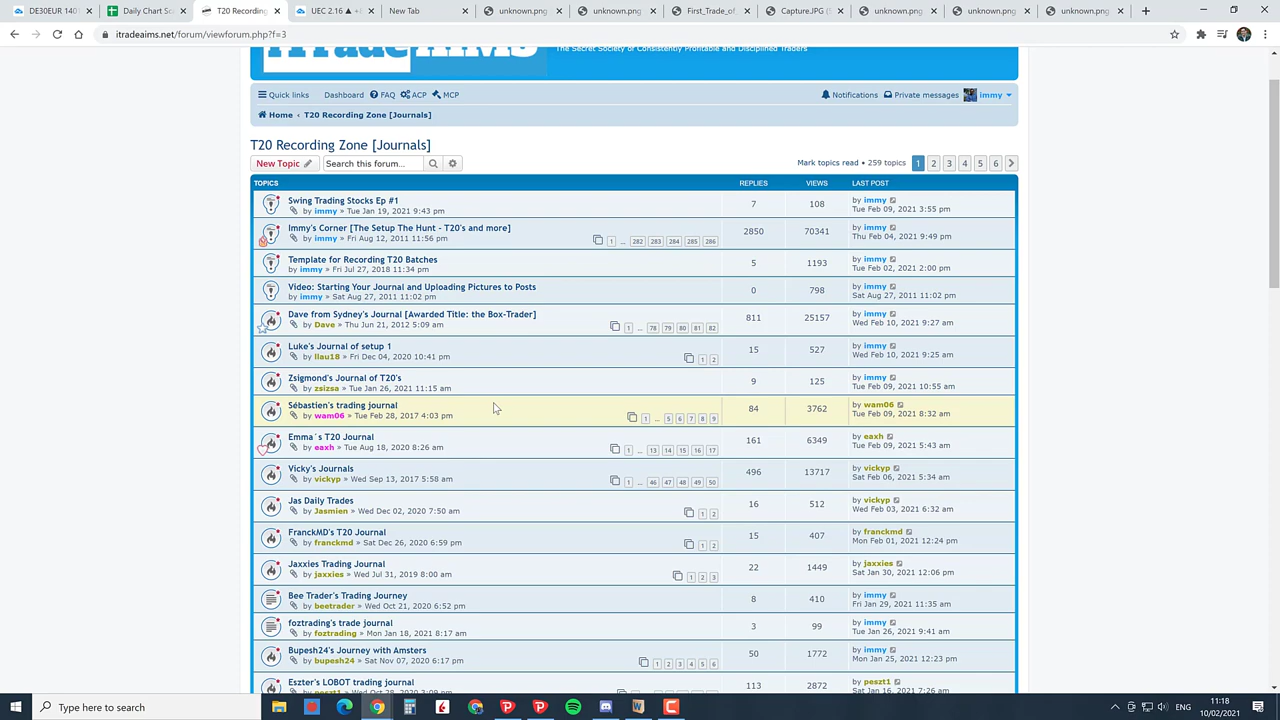 DE30EUR 1401
Daily Chart Sc
T20 Recording Z
UEC 2.16 ▲ +4
New Tab
unknown.png
unknown.png
First_Trade_of
Capture.JPG (5
unknown.png
unknown.png
unknown.png
itradeaims.net/forum/viewforum.php?f=3
iTradeAIMS
The Secret Society of Consistently Profitable and Disciplined Traders
Quick links Dashboard FAQ ACP MCP
Notifications Private messages immy
Home ‹ T20 Recording Zone [Journals]
T20 Recording Zone [Journals]
New Topic Search this forum… Mark topics read • 259 topics 1 2 3 4 5 6
TOPICS REPLIES VIEWS LAST POST
Swing Trading Stocks Ep #1
by immy » Tue Jan 19, 2021 9:43 pm
7 108
by immy
Tue Feb 09, 2021 3:55 pm
Immy's Corner [The Setup The Hunt - T20's and more]
by immy » Fri Aug 12, 2011 11:56 pm
1 … 282 283 284 285 286
2850 70341
by immy
Thu Feb 04, 2021 9:49 pm
Template for Recording T20 Batches
by immy » Fri Jul 27, 2018 11:34 pm
5 1193
by immy
Tue Feb 02, 2021 2:00 pm
Video: Starting Your Journal and Uploading Pictures to Posts
by immy » Sat Aug 27, 2011 11:02 pm
0 798
by immy
Sat Aug 27, 2011 11:02 pm
Dave from Sydney's Journal [Awarded Title: the Box-Trader]
by Dave » Thu Jun 21, 2012 5:09 am
1 … 78 79 80 81 82
811 25157
by immy
Wed Feb 10, 2021 9:27 am
Luke's Journal of setup 1
by llau18 » Fri Dec 04, 2020 10:41 pm
1 2
15 527
by immy
Wed Feb 10, 2021 9:25 am
Zsigmond's Journal of T20's
by zsizsa » Tue Jan 26, 2021 11:15 am
9 125
by immy
Tue Feb 09, 2021 10:55 am
Sébastien's trading journal
by wam06 » Tue Feb 28, 2017 4:03 pm
1 … 5 6 7 8 9
84 3762
by wam06
Tue Feb 09, 2021 8:32 am
Emma´s T20 Journal
by eaxh » Tue Aug 18, 2020 8:26 am
1 … 13 14 15 16 17
161 6349
by eaxh
Tue Feb 09, 2021 5:43 am
Vicky's Journals
by vickyp » Wed Sep 13, 2017 5:58 am
1 … 46 47 48 49 50
496 13717
by vickyp
Sat Feb 06, 2021 5:34 am
Jas Daily Trades
by Jasmien » Wed Dec 02, 2020 7:50 am
1 2
16 512
by vickyp
Wed Feb 03, 2021 6:32 am
FranckMD's T20 Journal
by franckmd » Sat Dec 26, 2020 6:59 pm
1 2
15 407
by franckmd
Mon Feb 01, 2021 12:24 pm
Jaxxies Trading Journal
by jaxxies » Wed Jul 31, 2019 8:00 am
1 2 3
22 1449
by jaxxies
Sat Jan 30, 2021 12:06 pm
Bee Trader's Trading Journey
by beetrader » Wed Oct 21, 2020 6:52 pm
8 410
by immy
Fri Jan 29, 2021 11:35 am
foztrading's trade journal
by foztrading » Mon Jan 18, 2021 8:17 am
3 99
by immy
Tue Jan 26, 2021 9:41 am
Bupesh24's Journey with Amsters
by bupesh24 » Sat Nov 07, 2020 6:17 pm
1 2 3 4 5 6
50 1772
by immy
Mon Jan 25, 2021 12:23 pm
Eszter's LOBOT trading journal
by peszt1 » Wed Oct 28, 2020 3:09 pm
113 2872
by peszt1
Sat Jan 16, 2021 7:26 am
Type here to search
11:18
10/02/2021